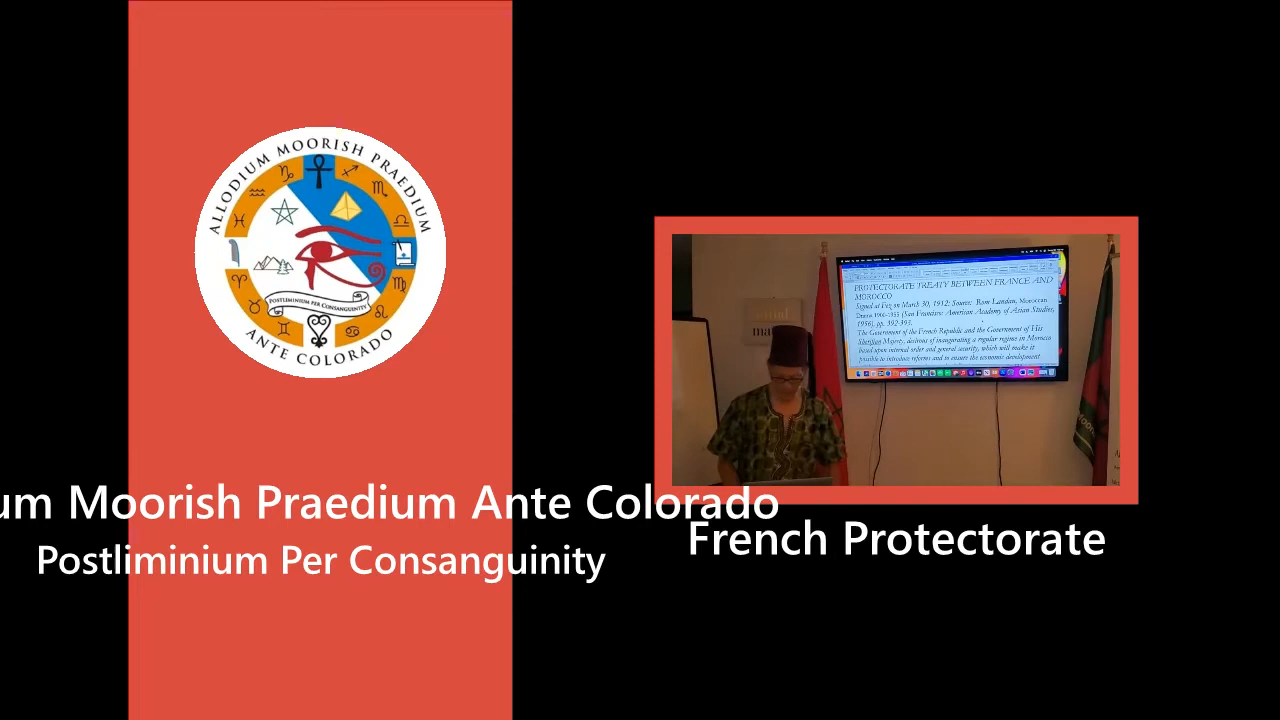 ALLODIUM MOORISH PRAEDIUM
POSTLIMINIUM PER CONSANGUINITY
ANTE COLORADO
um Moorish Praedium Ante Colorado
Postliminium Per Consanguinity
PROTECTORATE TREATY BETWEEN FRANCE AND
MOROCCO
Signed at Fez on March 30, 1912; Source: Rom Landau, Moroccan
Drama 1900-1955 (San Francisco: American Academy of Asian Studies,
1956), pp. 392-393.
The Government of the French Republic and the Government of His
Sherifian Majesty, desirous of inaugurating a regular regime in Morocco
based upon internal order and general security, which will make it
possible to introduce reforms and to ensure the economic development
French Protectorate